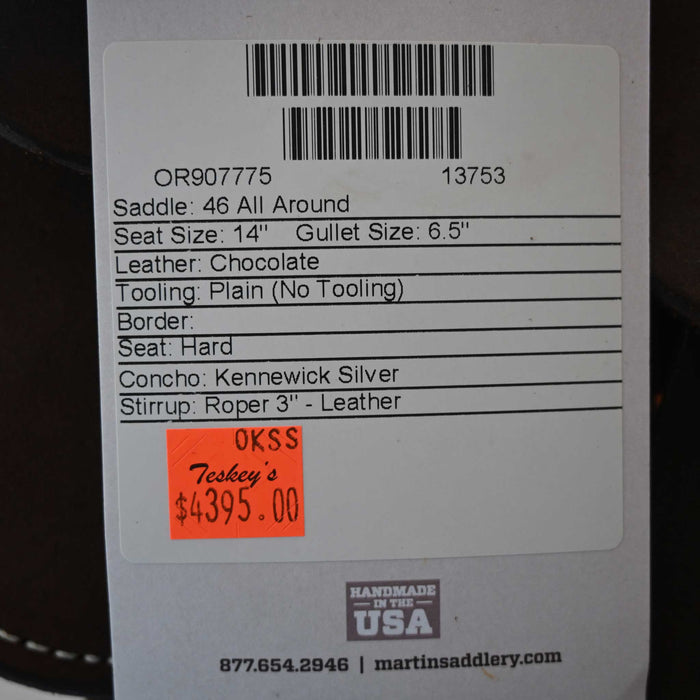 OR907775 13753
Saddle: 46 All Around
Seat Size: 14" Gullet Size: 6.5"
Leather: Chocolate
Tooling: Plain (No Tooling)
Border:
Seat: Hard
Concho: Kennewick Silver
Stirrup: Roper 3" - Leather
OKSS
Teskey's
$4395.00
HANDMADE
IN THE
USA
877.654.2946 | martinsaddlery.com